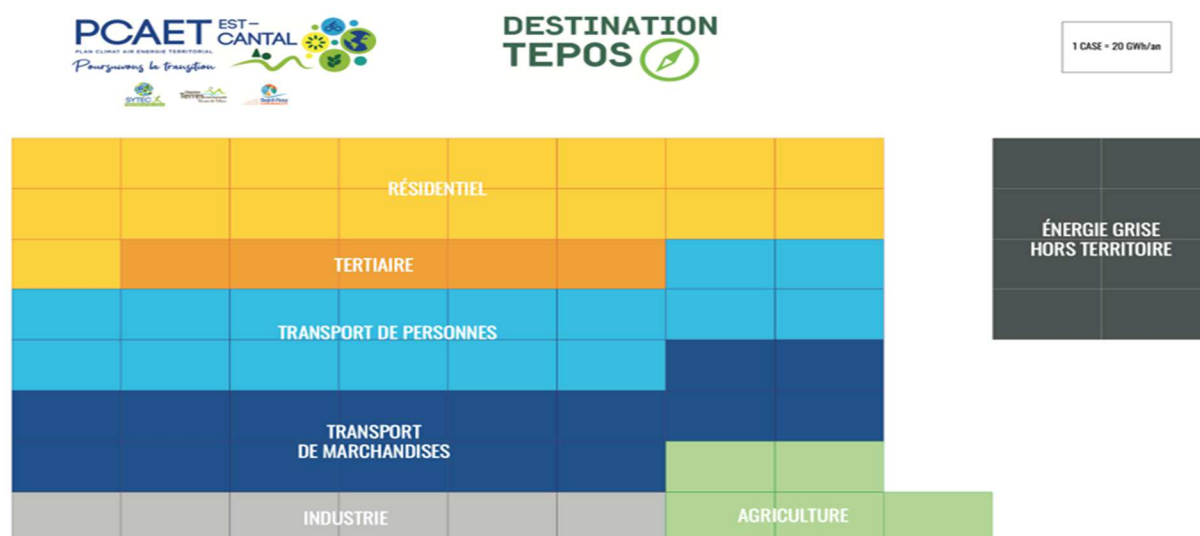 PCAET EST-
CANTAL
PLAN CLIMAT AIR ENERGIE TERRITORIAL
Poursuivons la transition
SYTEC
DESTINATION
TEPOS
1 CASE = 20 GWh/an
RÉSIDENTIEL
TERTIAIRE
TRANSPORT DE PERSONNES
TRANSPORT
DE MARCHANDISES
INDUSTRIE
AGRICULTURE
ÉNERGIE GRISE
HORS TERRITOIRE